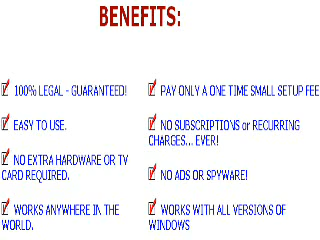 BENEFITS:
100% LEGAL - GUARANTEED!
EASY TO USE.
NO EXTRA HARDWARE OR TV
CARD REQUIRED.
WORKS ANYWHERE IN THE
WORLD.
PAY ONLY A ONE TIME SMALL SETUP FEE
NO SUBSCRIPTIONS or RECURRING
CHARGES... EVER!
NO ADS OR SPYWARE!
WORKS WITH ALL VERSIONS OF
WINDOWS